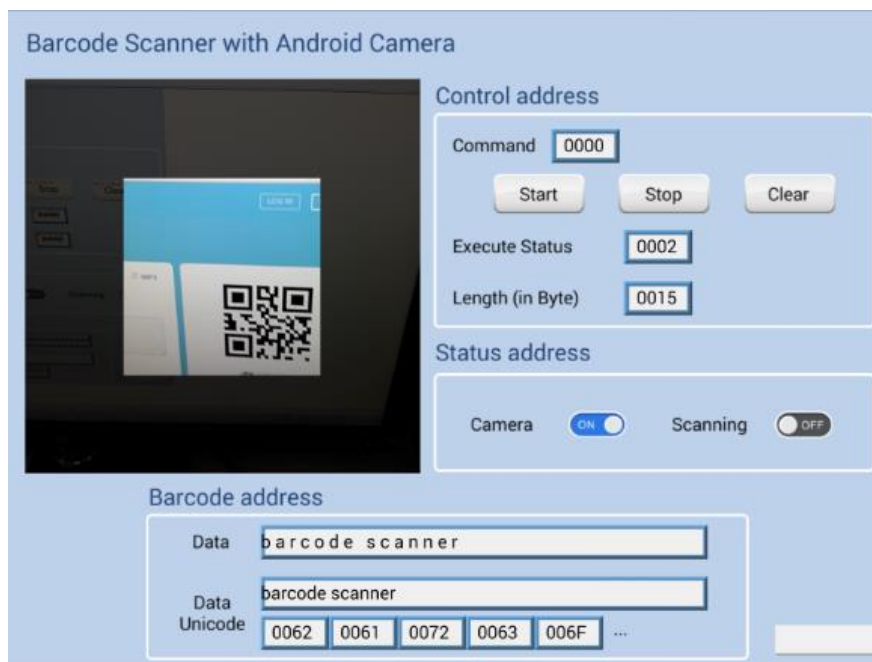 Barcode Scanner with Android Camera
Control address
Command 0000
Start Stop Clear
Execute Status 0002
Length (in Byte) 0015
Status address
Camera ON Scanning OFF
LOG IN
Barcode address
Data barcode scanner
Data Unicode barcode scanner
0062 0061 0072 0063 006F ...